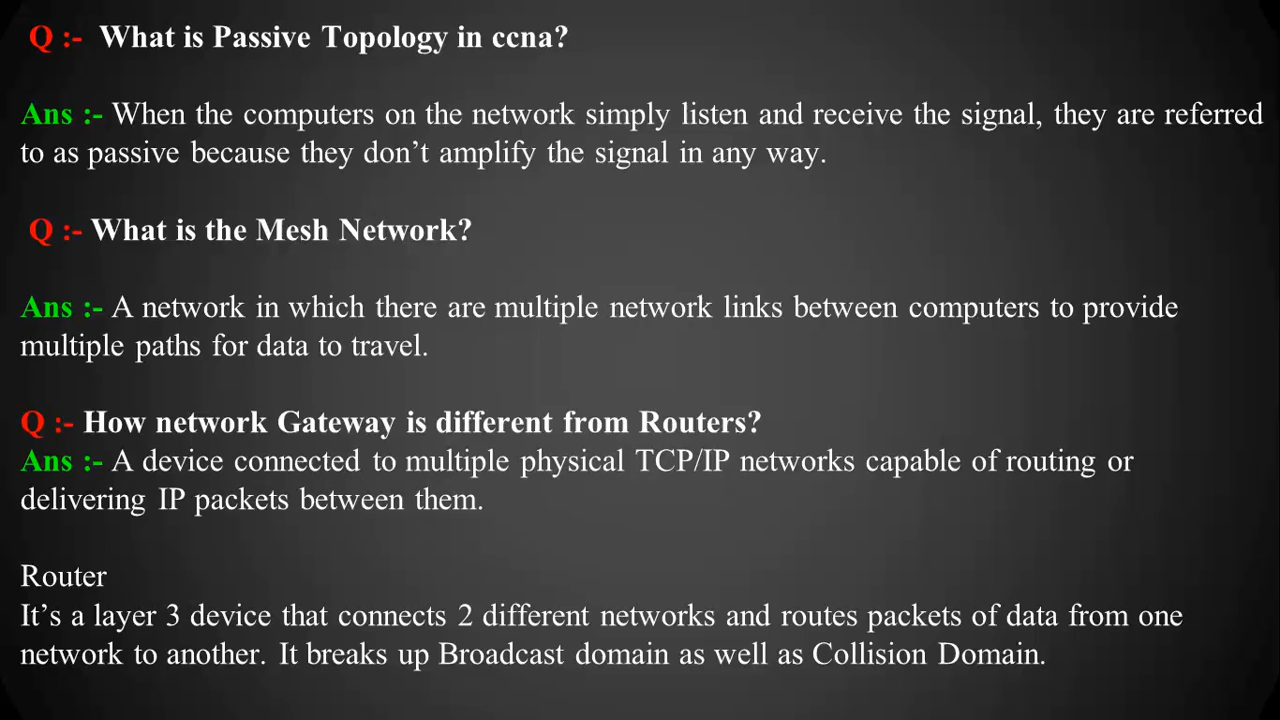 Q :- What is Passive Topology in ccna?
Ans :- When the computers on the network simply listen and receive the signal, they are referred
to as passive because they don’t amplify the signal in any way.
Q :- What is the Mesh Network?
Ans :- A network in which there are multiple network links between computers to provide
multiple paths for data to travel.
Q :- How network Gateway is different from Routers?
Ans :- A device connected to multiple physical TCP/IP networks capable of routing or
delivering IP packets between them.
Router
It’s a layer 3 device that connects 2 different networks and routes packets of data from one
network to another. It breaks up Broadcast domain as well as Collision Domain.